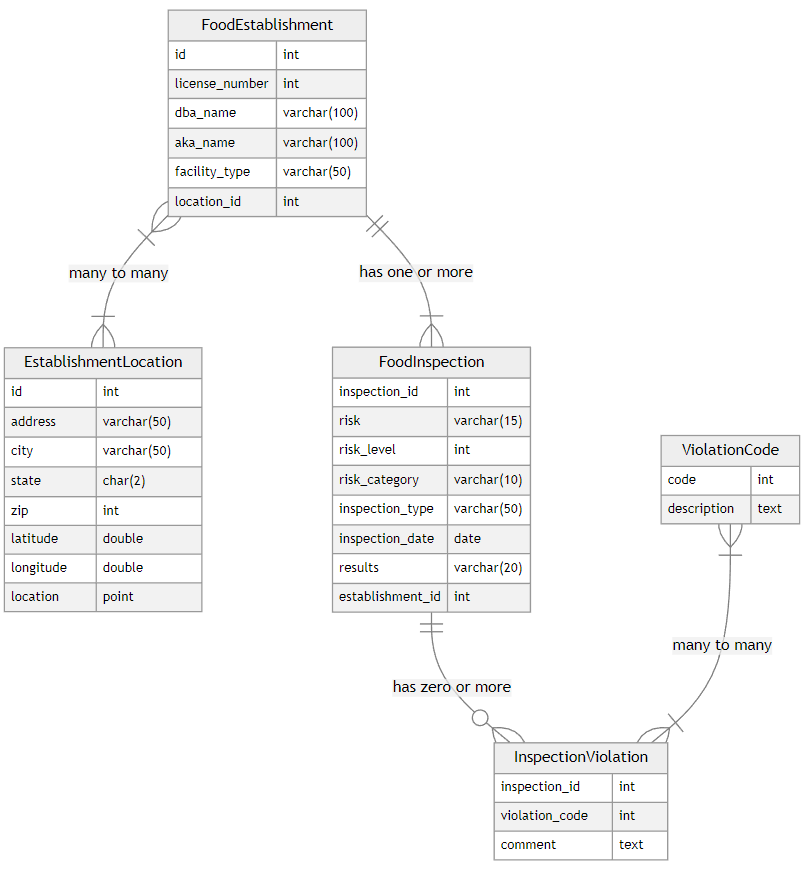 FoodEstablishment
id int
license_number int
dba_name varchar(100)
aka_name varchar(100)
facility_type varchar(50)
location_id int
many to many
has one or more
EstablishmentLocation
id int
address varchar(50)
city varchar(50)
state char(2)
zip int
latitude double
longitude double
location point
FoodInspection
inspection_id int
risk varchar(15)
risk_level int
risk_category varchar(10)
inspection_type varchar(50)
inspection_date date
results varchar(20)
establishment_id int
ViolationCode
code int
description text
many to many
has zero or more
InspectionViolation
inspection_id int
violation_code int
comment text